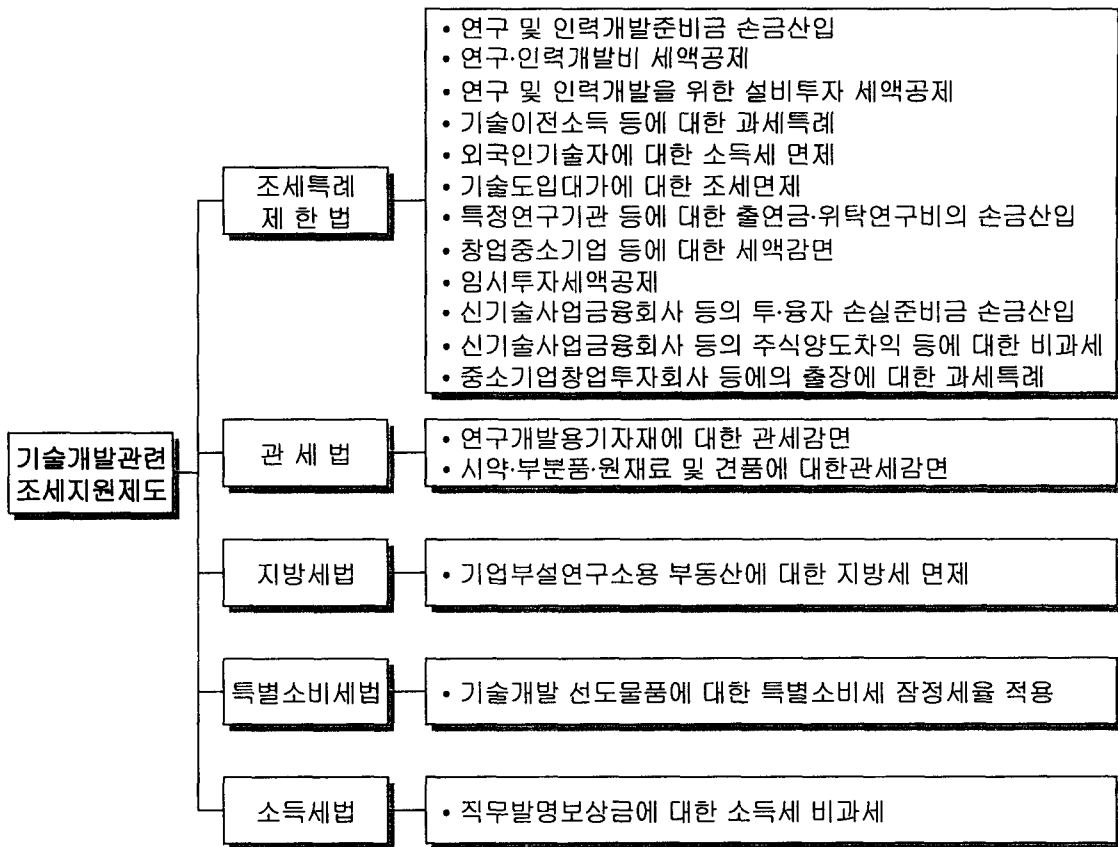 기술개발관련
조세지원제도
조세특례
제 한 법
• 연구 및 인력개발준비금 손금산입
• 연구·인력개발비 세액공제
• 연구 및 인력개발을 위한 설비투자 세액공제
• 기술이전소득 등에 대한 과세특례
• 외국인기술자에 대한 소득세 면제
• 기술도입대가에 대한 조세면제
• 특정연구기관 등에 대한 출연금·위탁연구비의 손금산입
• 창업중소기업 등에 대한 세액감면
• 임시투자세액공제
• 신기술사업금융회사 등의 투·융자 손실준비금 손금산입
• 신기술사업금융회사 등의 주식양도차익 등에 대한 비과세
• 중소기업창업투자회사 등에의 출장에 대한 과세특례
관 세 법
• 연구개발용기자재에 대한 관세감면
• 시약·부분품·원재료 및 견품에 대한관세감면
지방세법
• 기업부설연구소용 부동산에 대한 지방세 면제
특별소비세법
• 기술개발 선도물품에 대한 특별소비세 잠정세율 적용
소득세법
• 직무발명보상금에 대한 소득세 비과세